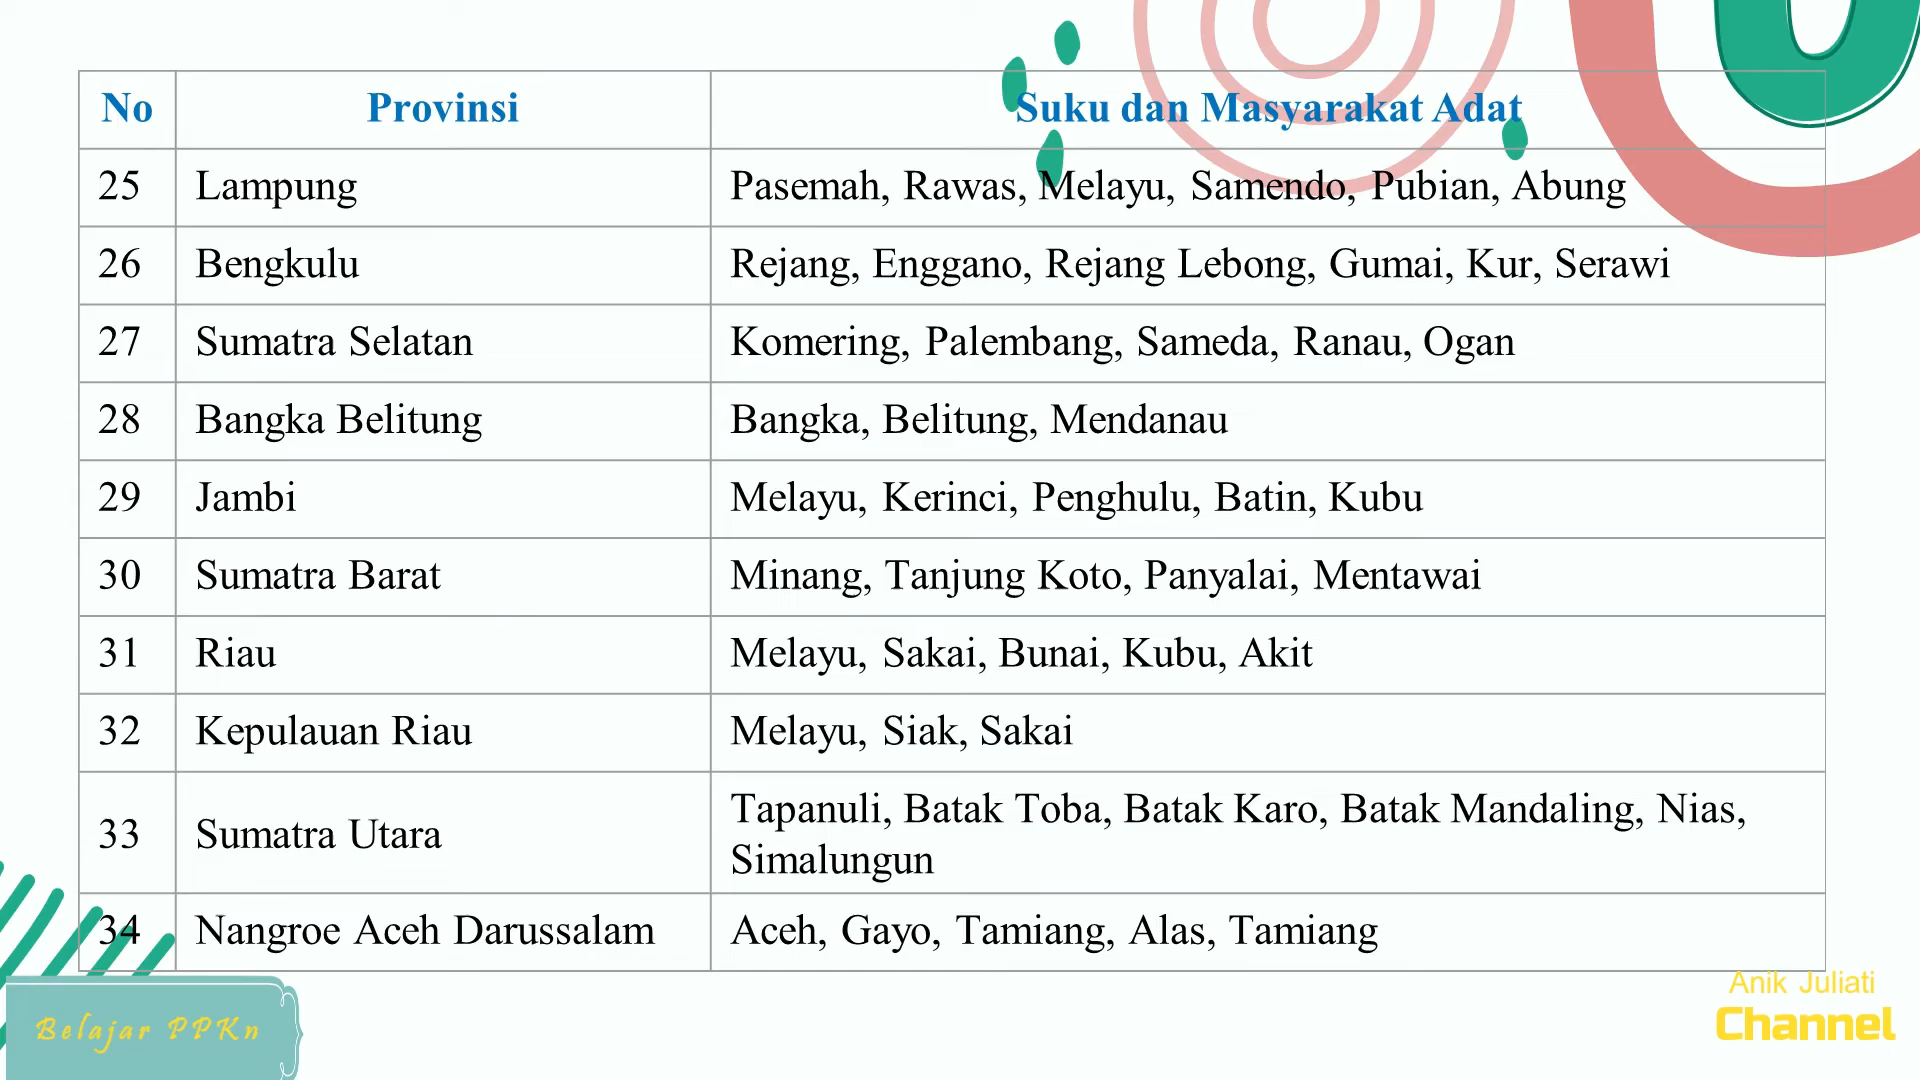 No Provinsi Suku dan Masyarakat Adat
25 Lampung Pasemah, Rawas, Melayu, Samendo, Pubian, Abung
26 Bengkulu Rejang, Enggano, Rejang Lebong, Gumai, Kur, Serawi
27 Sumatra Selatan Komering, Palembang, Sameda, Ranau, Ogan
28 Bangka Belitung Bangka, Belitung, Mendanau
29 Jambi Melayu, Kerinci, Penghulu, Batin, Kubu
30 Sumatra Barat Minang, Tanjung Koto, Panyalai, Mentawai
31 Riau Melayu, Sakai, Bunai, Kubu, Akit
32 Kepulauan Riau Melayu, Siak, Sakai
33 Sumatra Utara Tapanuli, Batak Toba, Batak Karo, Batak Mandaling, Nias,
Simalungun
34 Nangroe Aceh Darussalam Aceh, Gayo, Tamiang, Alas, Tamiang
Belajar PPKn
Anik Juliati
Channel